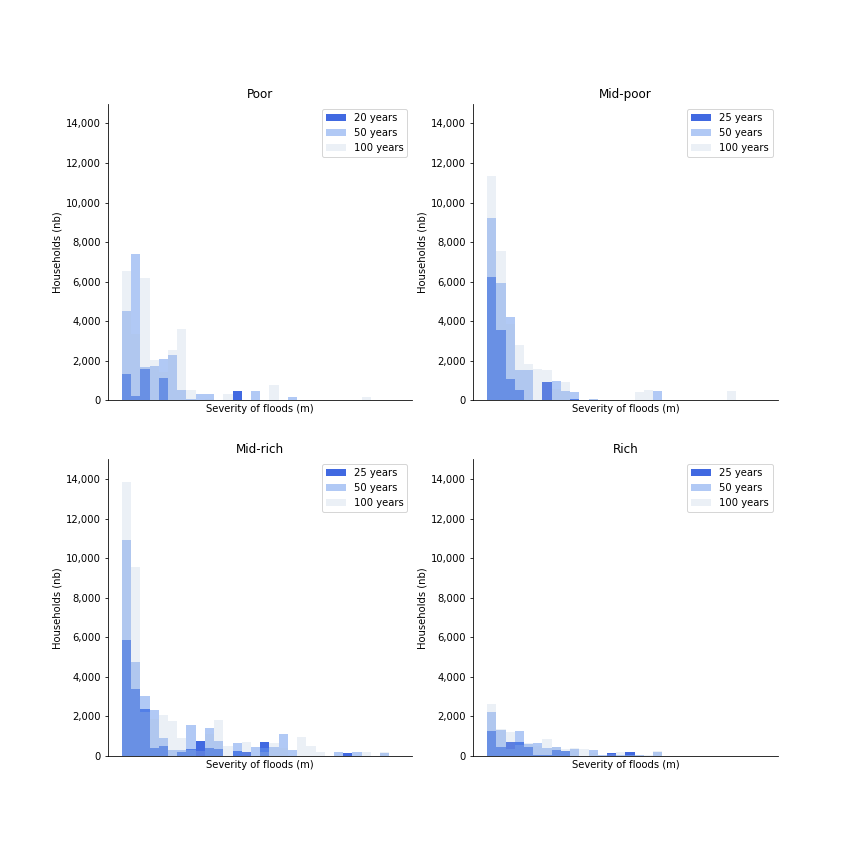 Poor
20 years
50 years
100 years
14,000
12,000
10,000
8,000
6,000
4,000
2,000
0
Households (nb)
Severity of floods (m)
Mid-poor
25 years
50 years
100 years
14,000
12,000
10,000
8,000
6,000
4,000
2,000
0
Households (nb)
Severity of floods (m)
Mid-rich
25 years
50 years
100 years
14,000
12,000
10,000
8,000
6,000
4,000
2,000
0
Households (nb)
Severity of floods (m)
Rich
25 years
50 years
100 years
14,000
12,000
10,000
8,000
6,000
4,000
2,000
0
Households (nb)
Severity of floods (m)